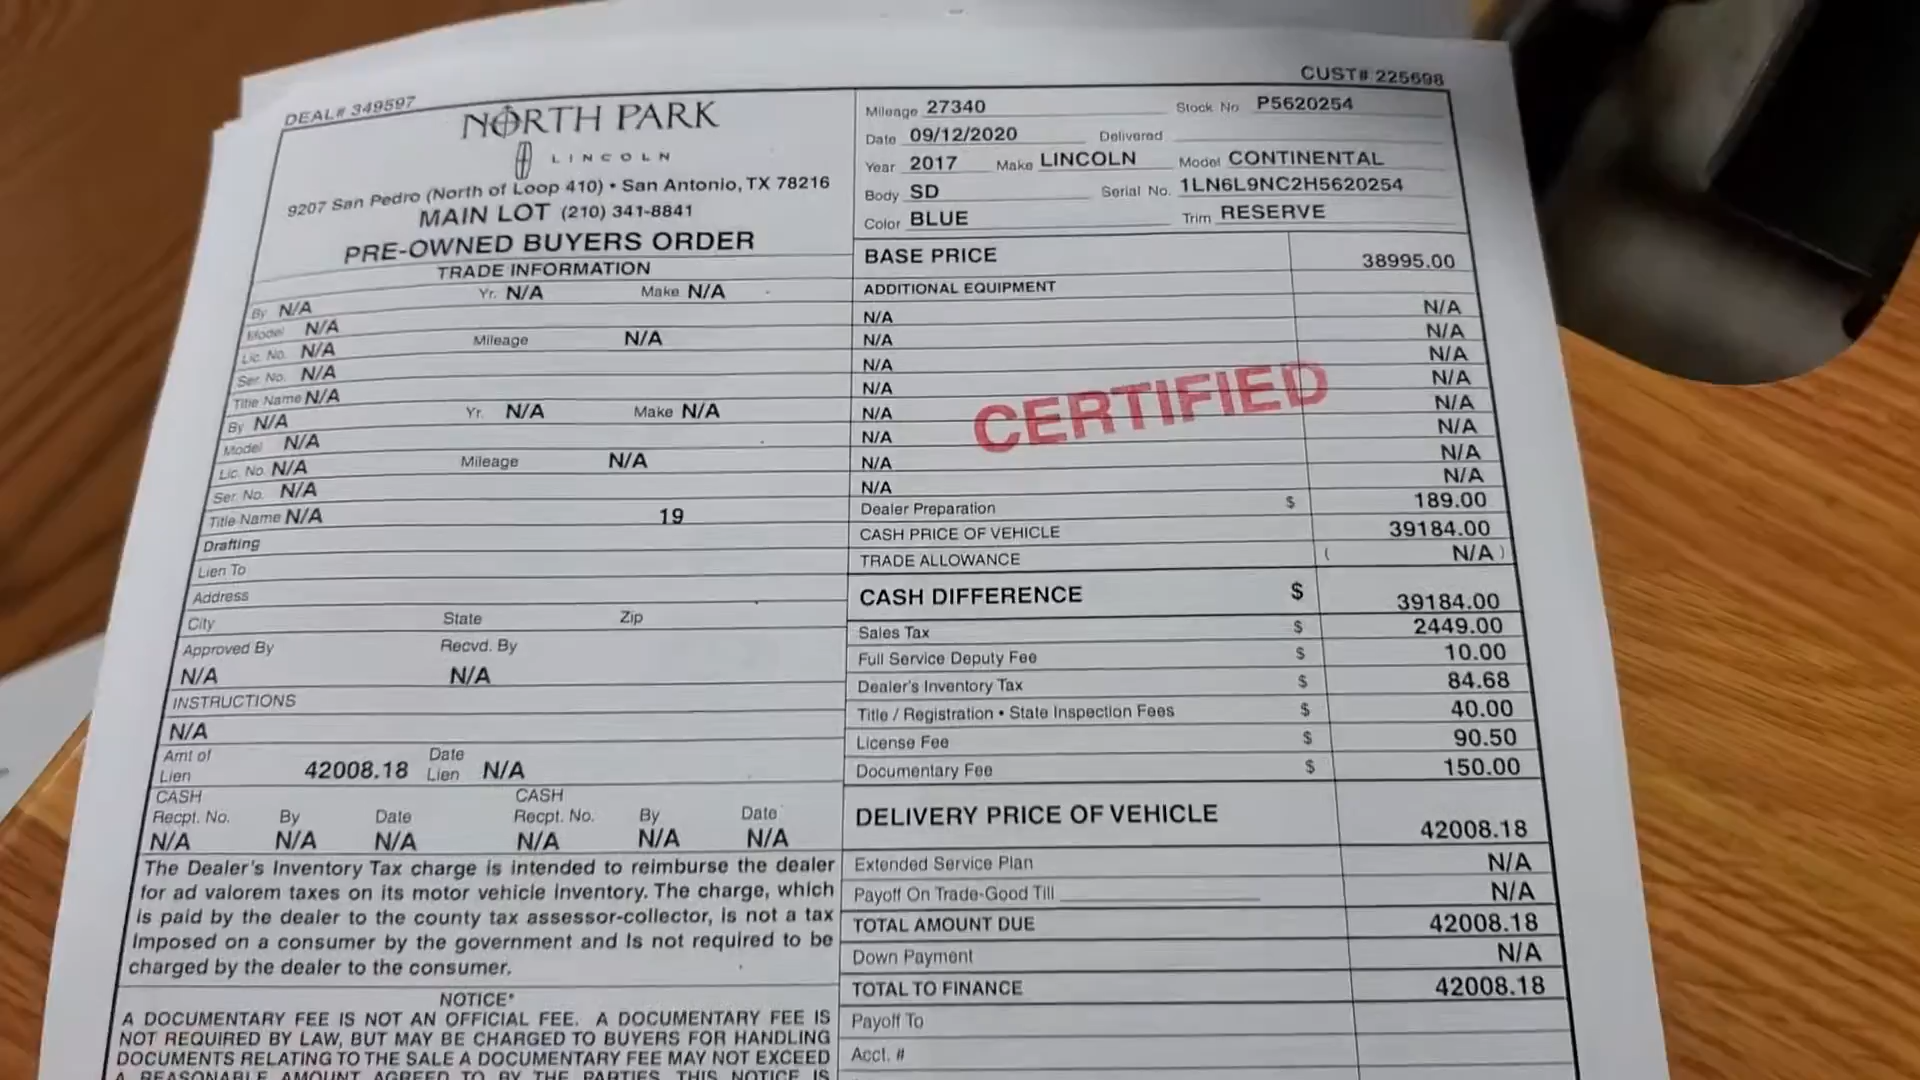 DEAL# 349597
CUST# 225698
NORTH PARK
LINCOLN
9207 San Pedro (North of Loop 410) • San Antonio, TX 78216
MAIN LOT (210) 341-8841
PRE-OWNED BUYERS ORDER
TRADE INFORMATION
By N/A Yr. N/A Make N/A
Model N/A
Lic. No. N/A Mileage N/A
Ser. No. N/A
Title Name N/A
By N/A Yr. N/A Make N/A
Model N/A
Lic. No. N/A Mileage N/A
Ser. No. N/A
Title Name N/A 19
Drafting
Lien To
Address
City State Zip
Approved By Recvd. By
N/A N/A
INSTRUCTIONS
N/A
Amt of Lien 42008.18 Date Lien N/A
CASH CASH
Recpt. No. By Date Recpt. No. By Date
N/A N/A N/A N/A N/A N/A
The Dealer's Inventory Tax charge is intended to reimburse the dealer
for ad valorem taxes on its motor vehicle inventory. The charge, which
is paid by the dealer to the county tax assessor-collector, is not a tax
imposed on a consumer by the government and is not required to be
charged by the dealer to the consumer.
NOTICE*
A DOCUMENTARY FEE IS NOT AN OFFICIAL FEE. A DOCUMENTARY FEE IS
NOT REQUIRED BY LAW, BUT MAY BE CHARGED TO BUYERS FOR HANDLING
DOCUMENTS RELATING TO THE SALE A DOCUMENTARY FEE MAY NOT EXCEED
A REASONABLE AMOUNT AGREED TO BY THE PARTIES. THIS NOTICE IS
Mileage 27340 Stock No P5620254
Date 09/12/2020 Delivered
Year 2017 Make LINCOLN Model CONTINENTAL
Body SD Serial No. 1LN6L9NC2H5620254
Color BLUE Trim RESERVE
BASE PRICE 38995.00
ADDITIONAL EQUIPMENT
N/A N/A
N/A N/A
N/A N/A
N/A N/A
N/A N/A
N/A N/A
N/A N/A
N/A N/A
CERTIFIED
Dealer Preparation $ 189.00
CASH PRICE OF VEHICLE 39184.00
TRADE ALLOWANCE ( N/A )
CASH DIFFERENCE $ 39184.00
Sales Tax $ 2449.00
Full Service Deputy Fee $ 10.00
Dealer's Inventory Tax $ 84.68
Title / Registration • State Inspection Fees $ 40.00
License Fee $ 90.50
Documentary Fee $ 150.00
DELIVERY PRICE OF VEHICLE 42008.18
Extended Service Plan N/A
Payoff On Trade-Good Till N/A
TOTAL AMOUNT DUE 42008.18
Down Payment N/A
TOTAL TO FINANCE 42008.18
Payoff To
Acct. #